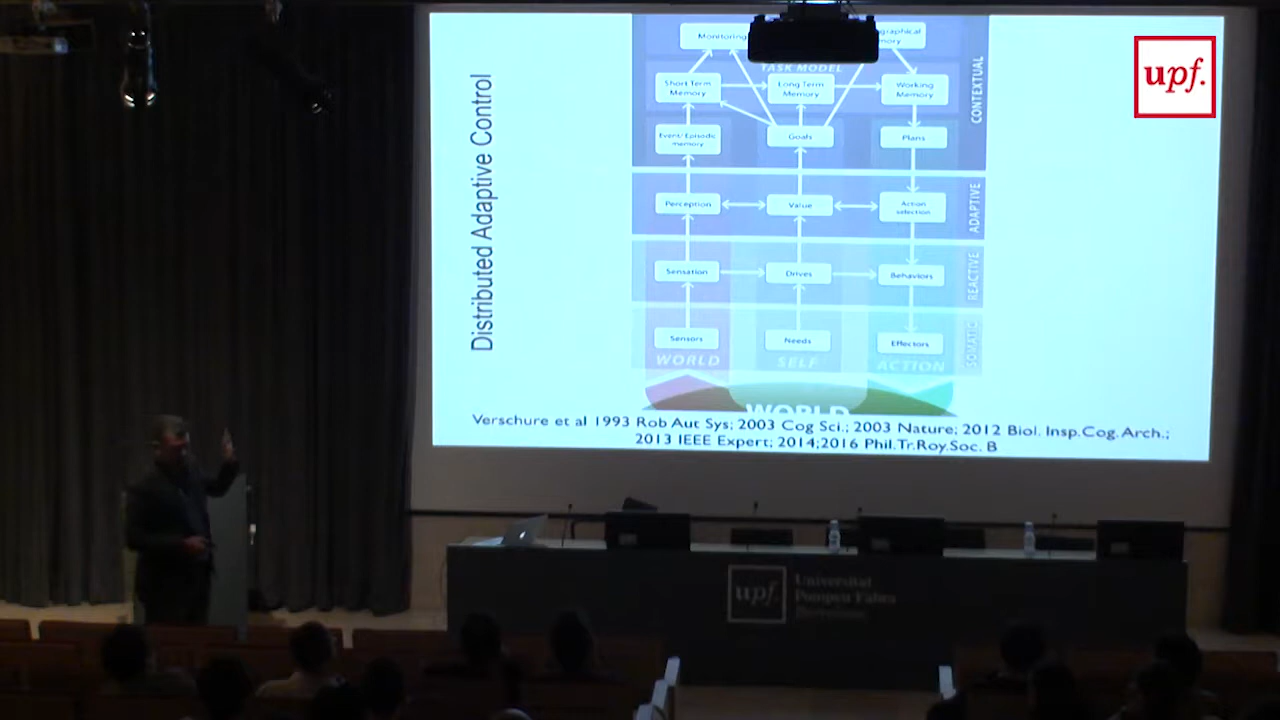 Distributed Adaptive Control
Monitoring
TASK MODEL
Short Term
Memory
Long Term
Memory
Working
Memory
Event/ Episodic
memory
Goals
Plans
CONTEXTUAL
Perception
Value
Action
selection
ADAPTIVE
Sensation
Drives
Behaviors
REACTIVE
Sensors
Needs
Effectors
SOMATIC
WORLD
SELF
ACTION
WORLD
Verschure et al 1993 Rob Aut Sys; 2003 Cog Sci.; 2003 Nature; 2012 Biol. Insp.Cog.Arch.;
2013 IEEE Expert; 2014;2016 Phil.Tr.Roy.Soc. B
upf.
upf.
Universitat
Pompeu Fabra
Barcelona